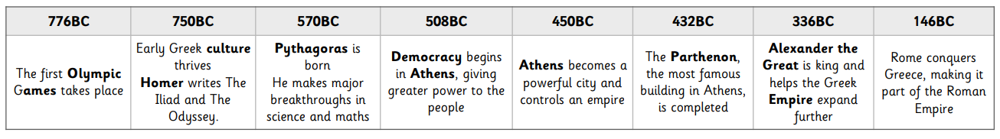 776BC
750BC
570BC
508BC
450BC
432BC
336BC
146BC
The first Olympic
Games takes place
Early Greek culture
thrives
Homer writes The
Iliad and The
Odyssey.
Pythagoras is
born
He makes major
breakthroughs in
science and maths
Democracy begins
in Athens, giving
greater power to the
people
Athens becomes a
powerful city and
controls an empire
The Parthenon,
the most famous
building in Athens,
is completed
Alexander the
Great is king and
helps the Greek
Empire expand
further
Rome conquers
Greece, making it
part of the Roman
Empire